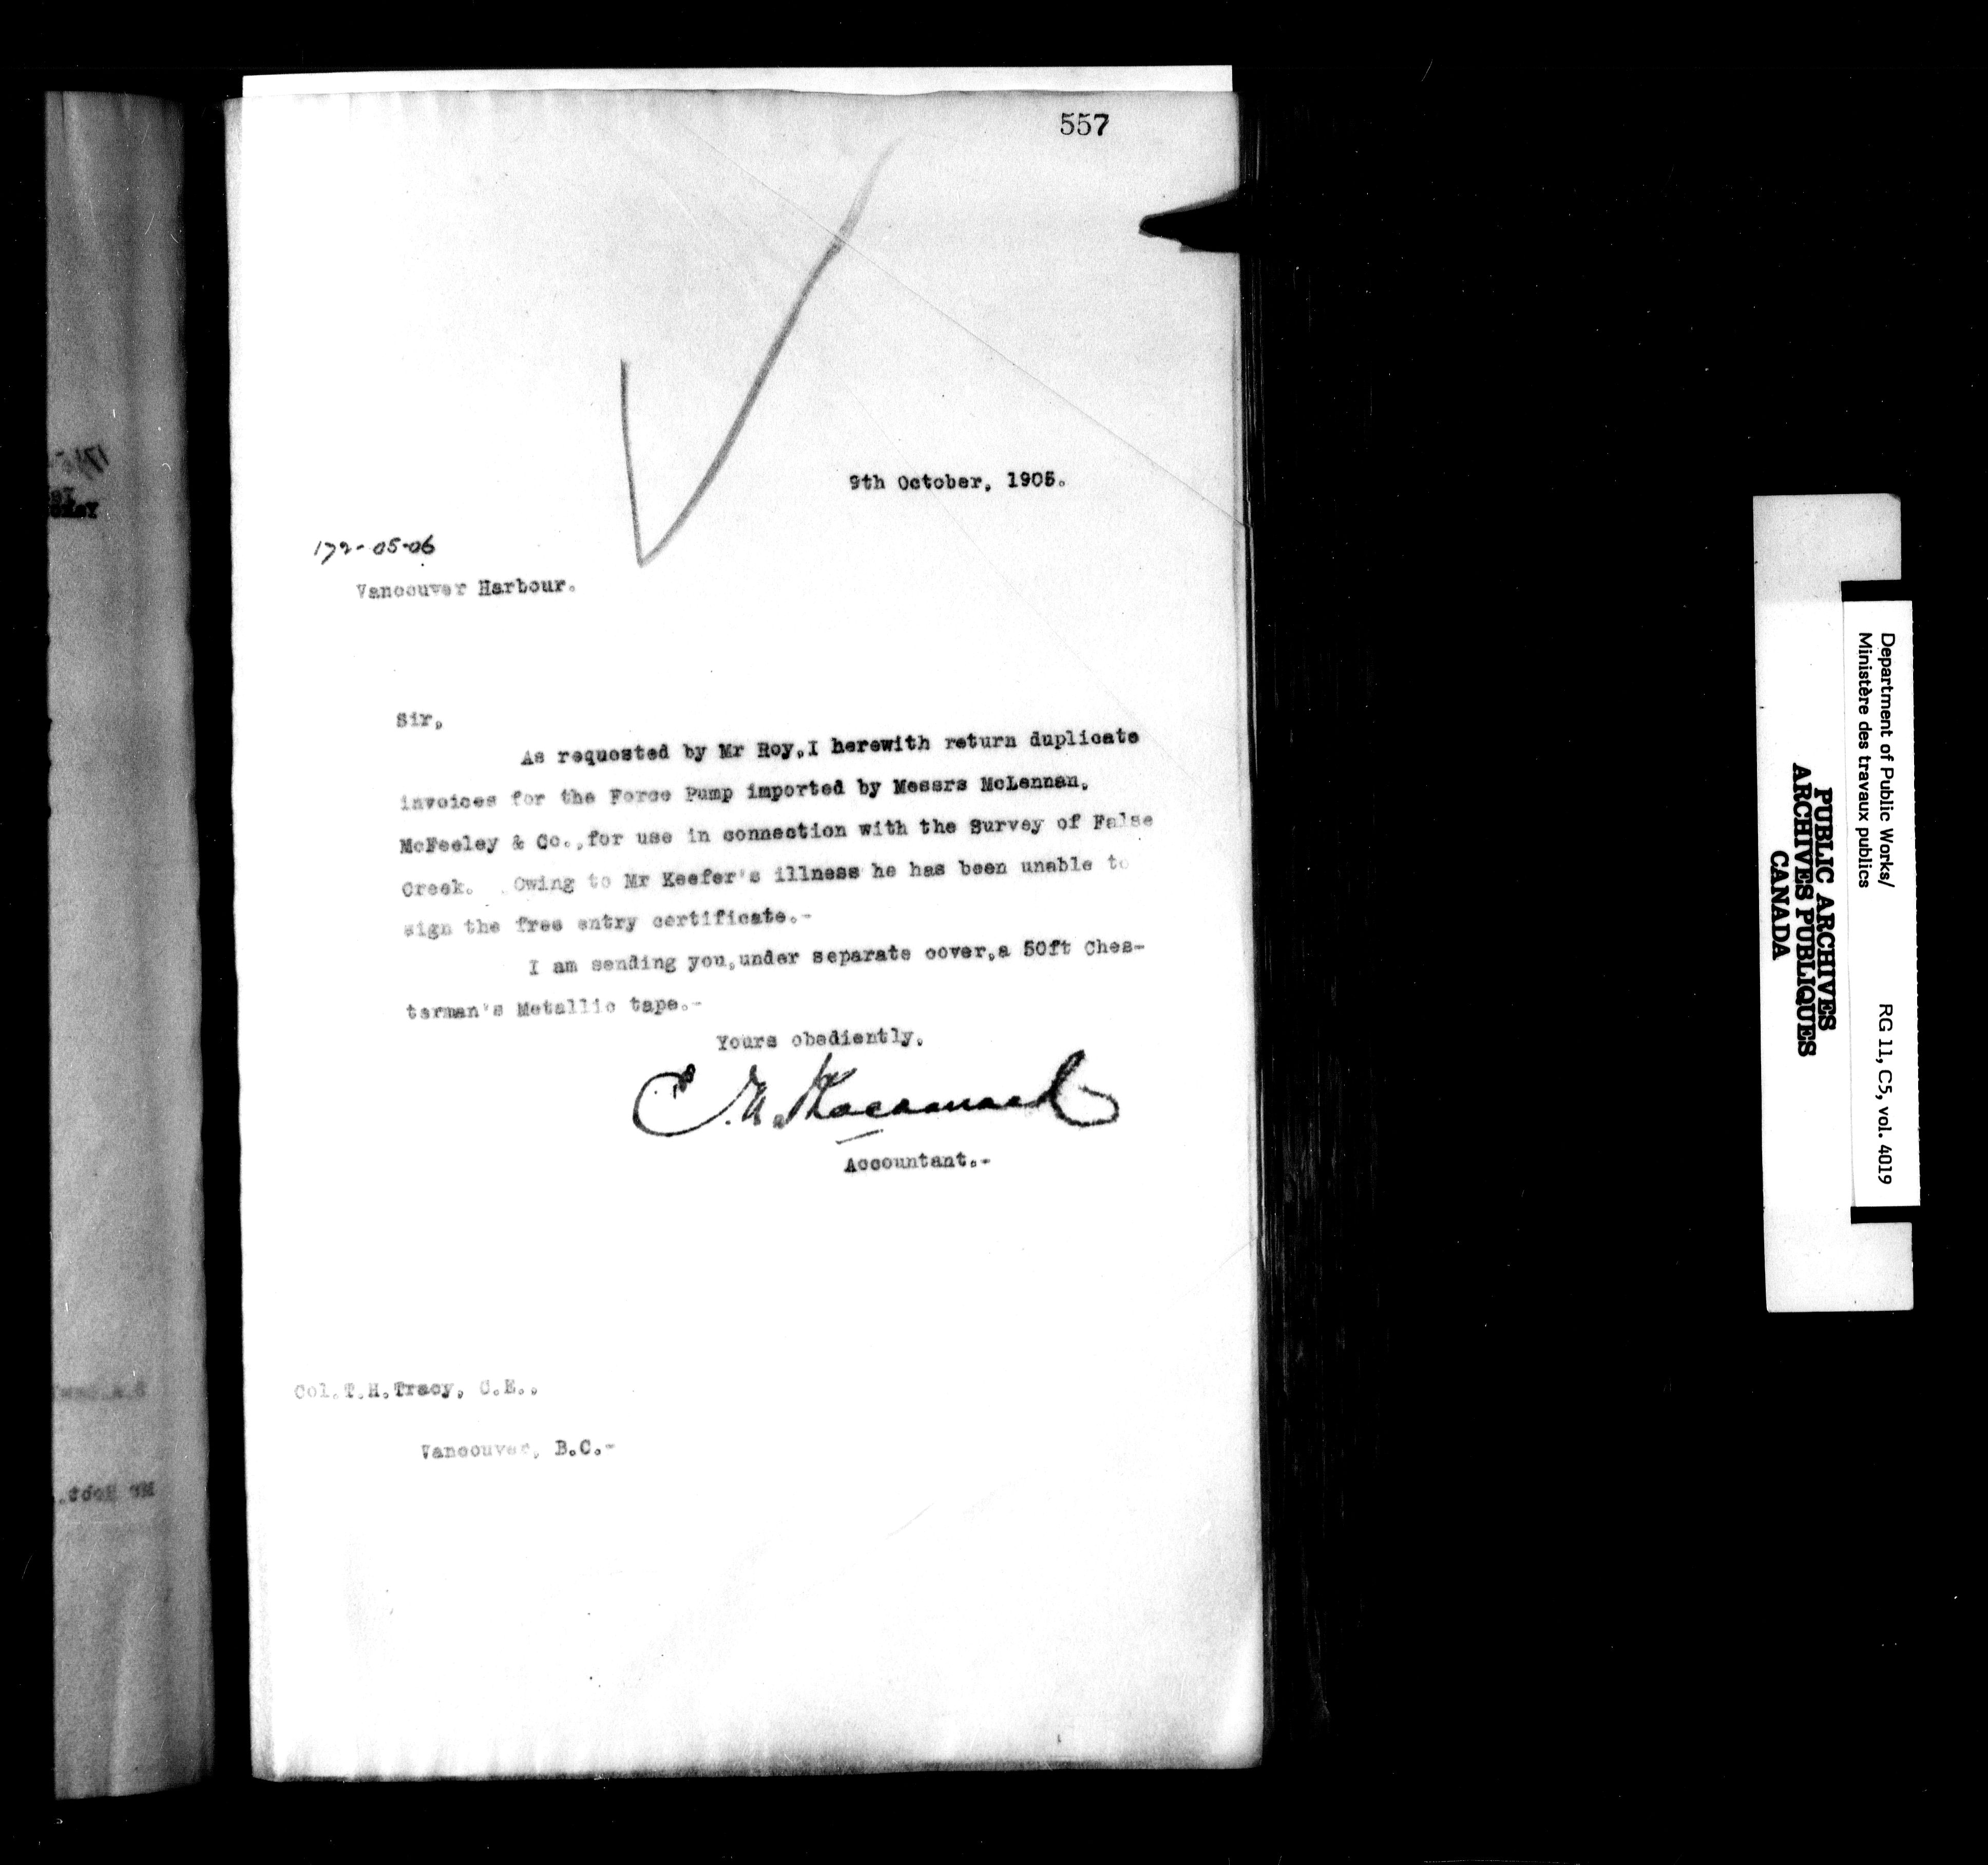 557
9th October, 1905.
172-05-06
Vancouver Harbour.
Sir,
As requested by Mr Roy, I herewith return duplicate
invoices for the Force Pump imported by Messrs McLennan,
McFeeley & Co., for use in connection with the Survey of False
Creek. Owing to Mr Keefer's illness he has been unable to
sign the free entry certificate.-
I am sending you, under separate cover, a 50ft Ches-
terman's Metallic tape.-
Yours obediently,
Accountant.-
Col. T. H. Tracy, C.E.,
Vancouver, B.C.-
Department of Public Works/
Ministère des travaux publics
RG 11, C5, vol. 4019
PUBLIC ARCHIVES
ARCHIVES PUBLIQUES
CANADA